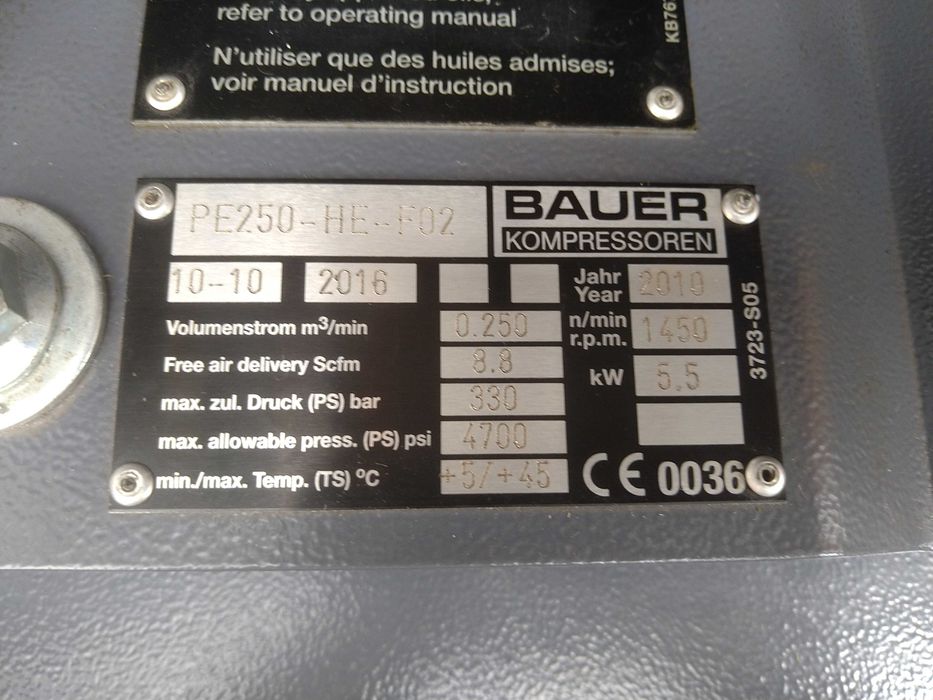 refer to operating manual
N'utiliser que des huiles admises;
voir manuel d'instruction
KB76
PE250-HE-F02
BAUER
KOMPRESSOREN
10-10 2016
Jahr
Year 2010
Volumenstrom m³/min 0.250
n/min
r.p.m. 1450
Free air delivery Scfm 8.8
kW 5.5
max. zul. Druck (PS) bar 330
max. allowable press. (PS) psi 4700
min./max. Temp. (TS) °C +5/+45
CE 0036
3723-S05